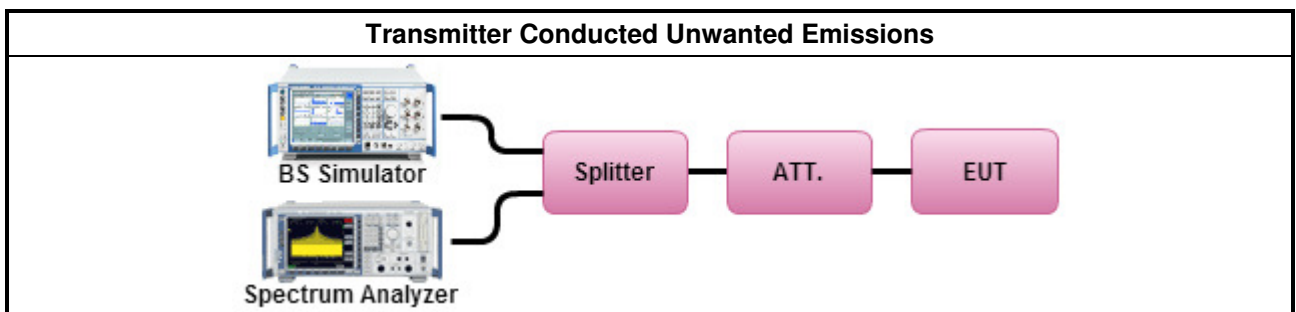 Transmitter Conducted Unwanted Emissions
BS Simulator
Splitter
ATT.
EUT
Spectrum Analyzer